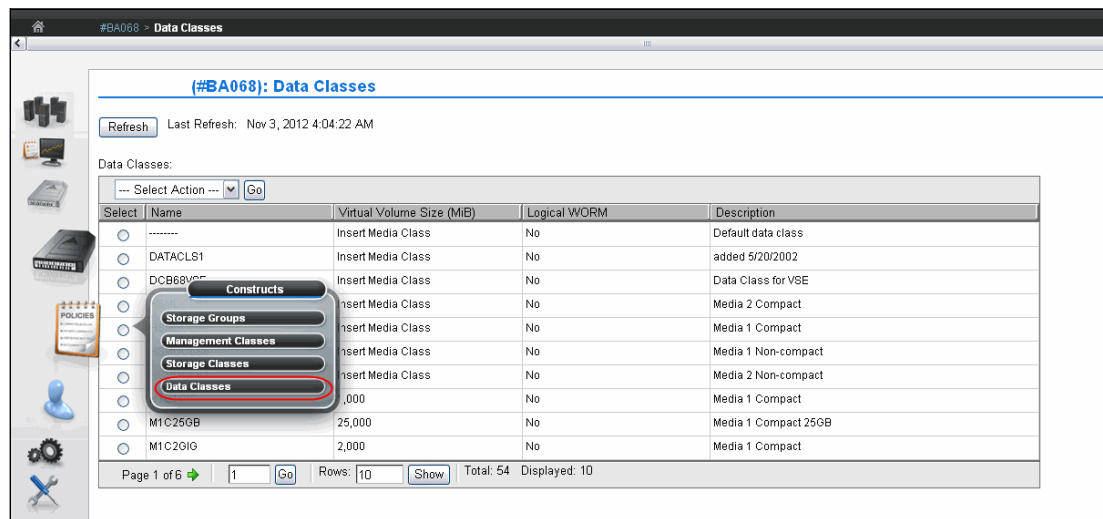 #BA068 > Data Classes
(#BA068): Data Classes
Refresh Last Refresh: Nov 3, 2012 4:04:22 AM
Data Classes:
--- Select Action --- Go
Select Name Virtual Volume Size (MiB) Logical WORM Description
-------- Insert Media Class No Default data class
DATACLS1 Insert Media Class No added 5/20/2002
Insert Media Class No Data Class for VSE
Constructs
Insert Media Class No Media 2 Compact
POLICIES
Storage Groups
Insert Media Class No Media 1 Compact
Management Classes
Insert Media Class No Media 1 Non-compact
Storage Classes
Insert Media Class No Media 2 Non-compact
Data Classes
,000 No Media 1 Compact
M1C25GB 25,000 No Media 1 Compact 25GB
M1C2GIG 2,000 No Media 1 Compact
Page 1 of 6 1 Go Rows: 10 Show Total: 54 Displayed: 10